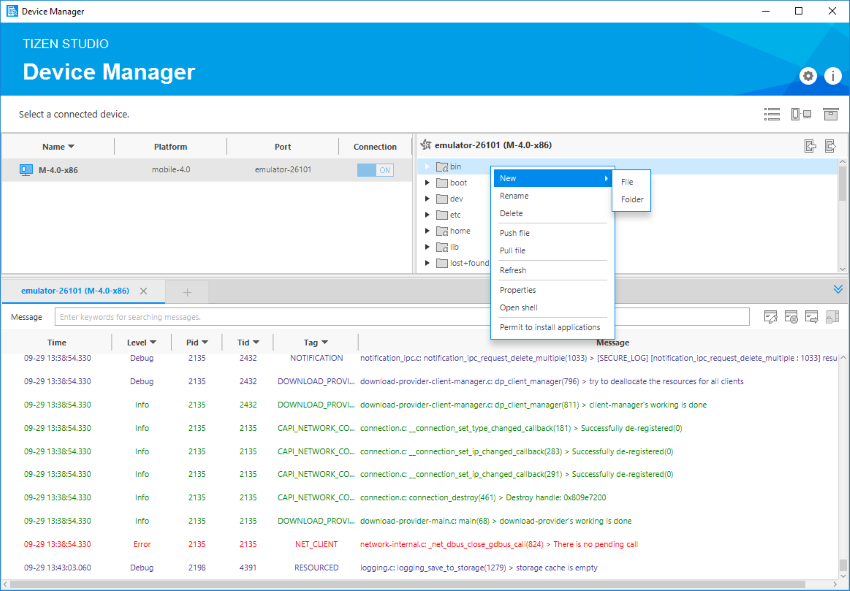 Device Manager
TIZEN STUDIO
Device Manager
Select a connected device.
Name Platform Port Connection
M-4.0-x86 mobile-4.0 emulator-26101 ON
emulator-26101 (M-4.0-x86)
bin
boot
dev
etc
home
lib
lost+found
New
Rename
Delete
Push file
Pull file
Refresh
Properties
Open shell
Permit to install applications
File
Folder
emulator-26101 (M-4.0-x86)
Message Enter keywords for searching messages.
Time Level Pid Tid Tag Message
09-29 13:38:54.330 Debug 2135 2432 NOTIFICATION notification_ipc.c: notification_ipc_request_delete_multiple(1033) > [SECURE_LOG] [notification_ipc_request_delete_multiple : 1033] resu
09-29 13:38:54.330 Debug 2135 2432 DOWNLOAD_PROVI... download-provider-client-manager.c: dp_client_manager(796) > try to deallocate the resources for all clients
09-29 13:38:54.330 Info 2135 2432 DOWNLOAD_PROVI... download-provider-client-manager.c: dp_client_manager(811) > client-manager's working is done
09-29 13:38:54.330 Info 2135 2135 CAPI_NETWORK_CO... connection.c: __connection_set_type_changed_callback(181) > Successfully de-registered(0)
09-29 13:38:54.330 Info 2135 2135 CAPI_NETWORK_CO... connection.c: __connection_set_ip_changed_callback(283) > Successfully de-registered(0)
09-29 13:38:54.330 Info 2135 2135 CAPI_NETWORK_CO... connection.c: __connection_set_ip_changed_callback(291) > Successfully de-registered(0)
09-29 13:38:54.330 Info 2135 2135 CAPI_NETWORK_CO... connection.c: connection_destroy(461) > Destroy handle: 0x809e7200
09-29 13:38:54.330 Info 2135 2135 DOWNLOAD_PROVI... download-provider-main.c: main(68) > download-provider's working is done
09-29 13:38:54.330 Error 2135 2135 NET_CLIENT network-internal.c: _net_dbus_close_gdbus_call(824) > There is no pending call
09-29 13:43:03.060 Debug 2198 4391 RESOURCED logging.c: logging_save_to_storage(1279) > storage cache is empty